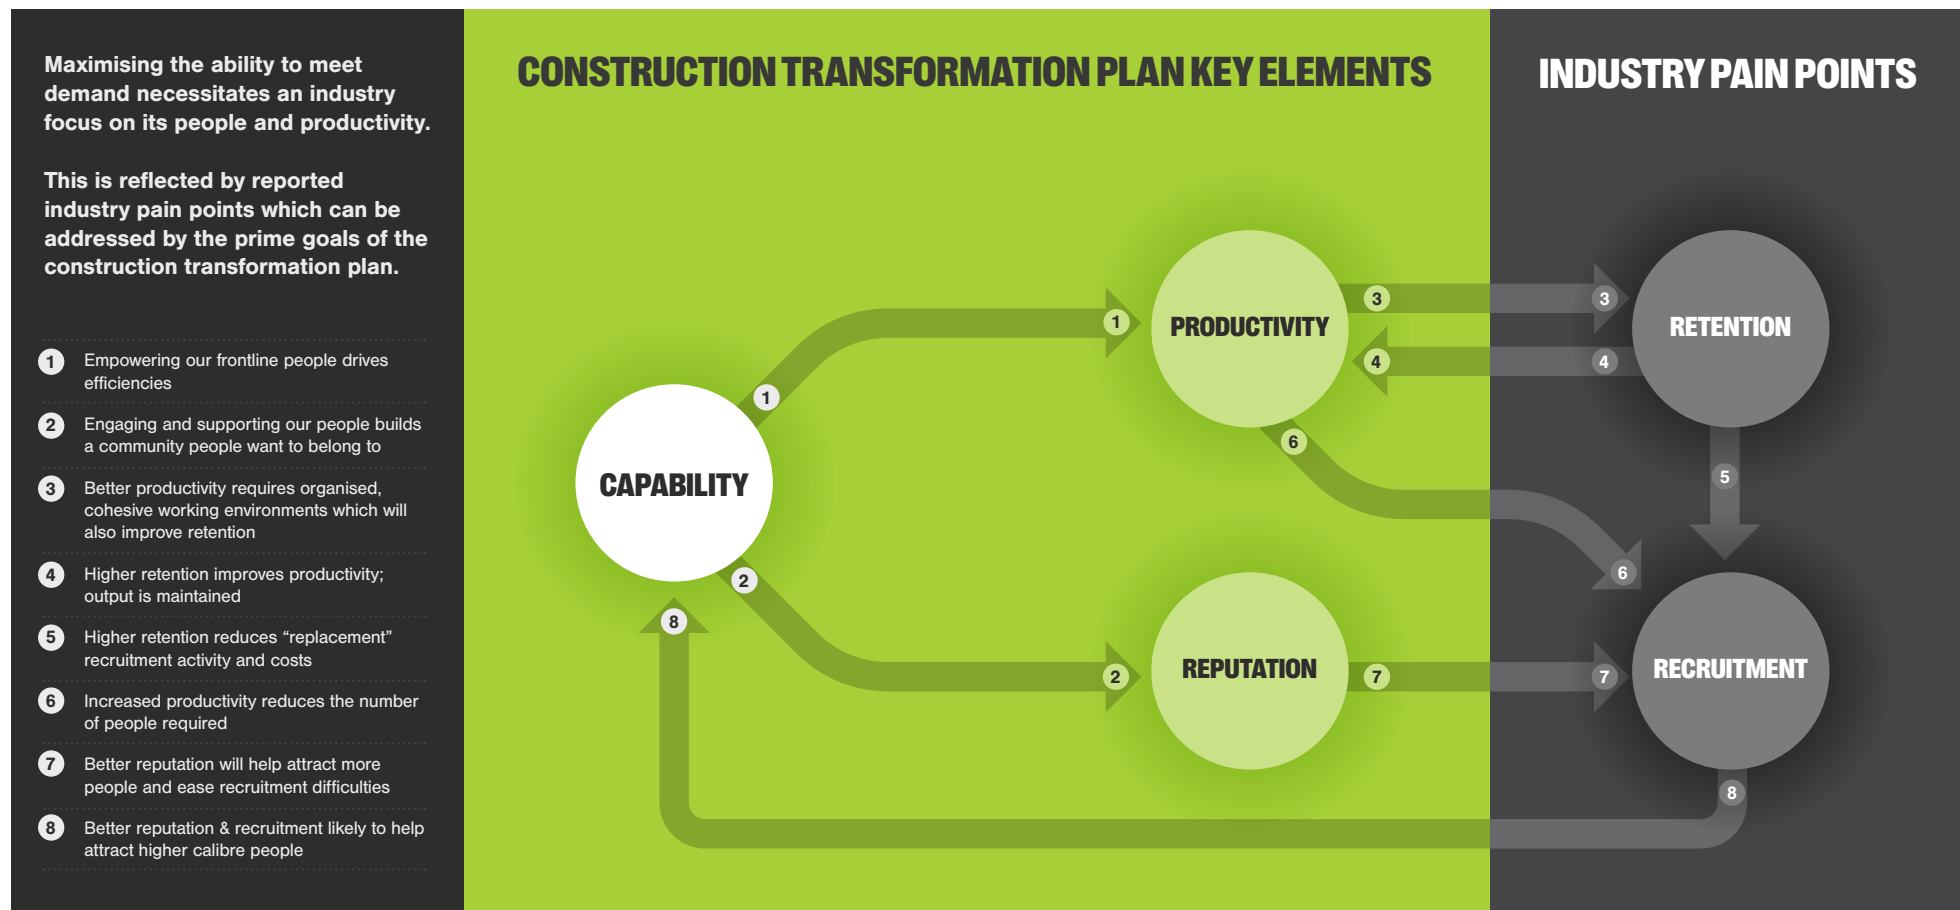 Maximising the ability to meet
demand necessitates an industry
focus on its people and productivity.
This is reflected by reported
industry pain points which can be
addressed by the prime goals of the
construction transformation plan.
1 Empowering our frontline people drives
efficiencies
2 Engaging and supporting our people builds
a community people want to belong to
3 Better productivity requires organised,
cohesive working environments which will
also improve retention
4 Higher retention improves productivity;
output is maintained
5 Higher retention reduces “replacement”
recruitment activity and costs
6 Increased productivity reduces the number
of people required
7 Better reputation will help attract more
people and ease recruitment difficulties
8 Better reputation & recruitment likely to help
attract higher calibre people
CONSTRUCTION TRANSFORMATION PLAN KEY ELEMENTS
CAPABILITY
1
1
PRODUCTIVITY
3
4
6
2
2
REPUTATION
7
8
INDUSTRY PAIN POINTS
3
4
RETENTION
5
6
7
RECRUITMENT
8